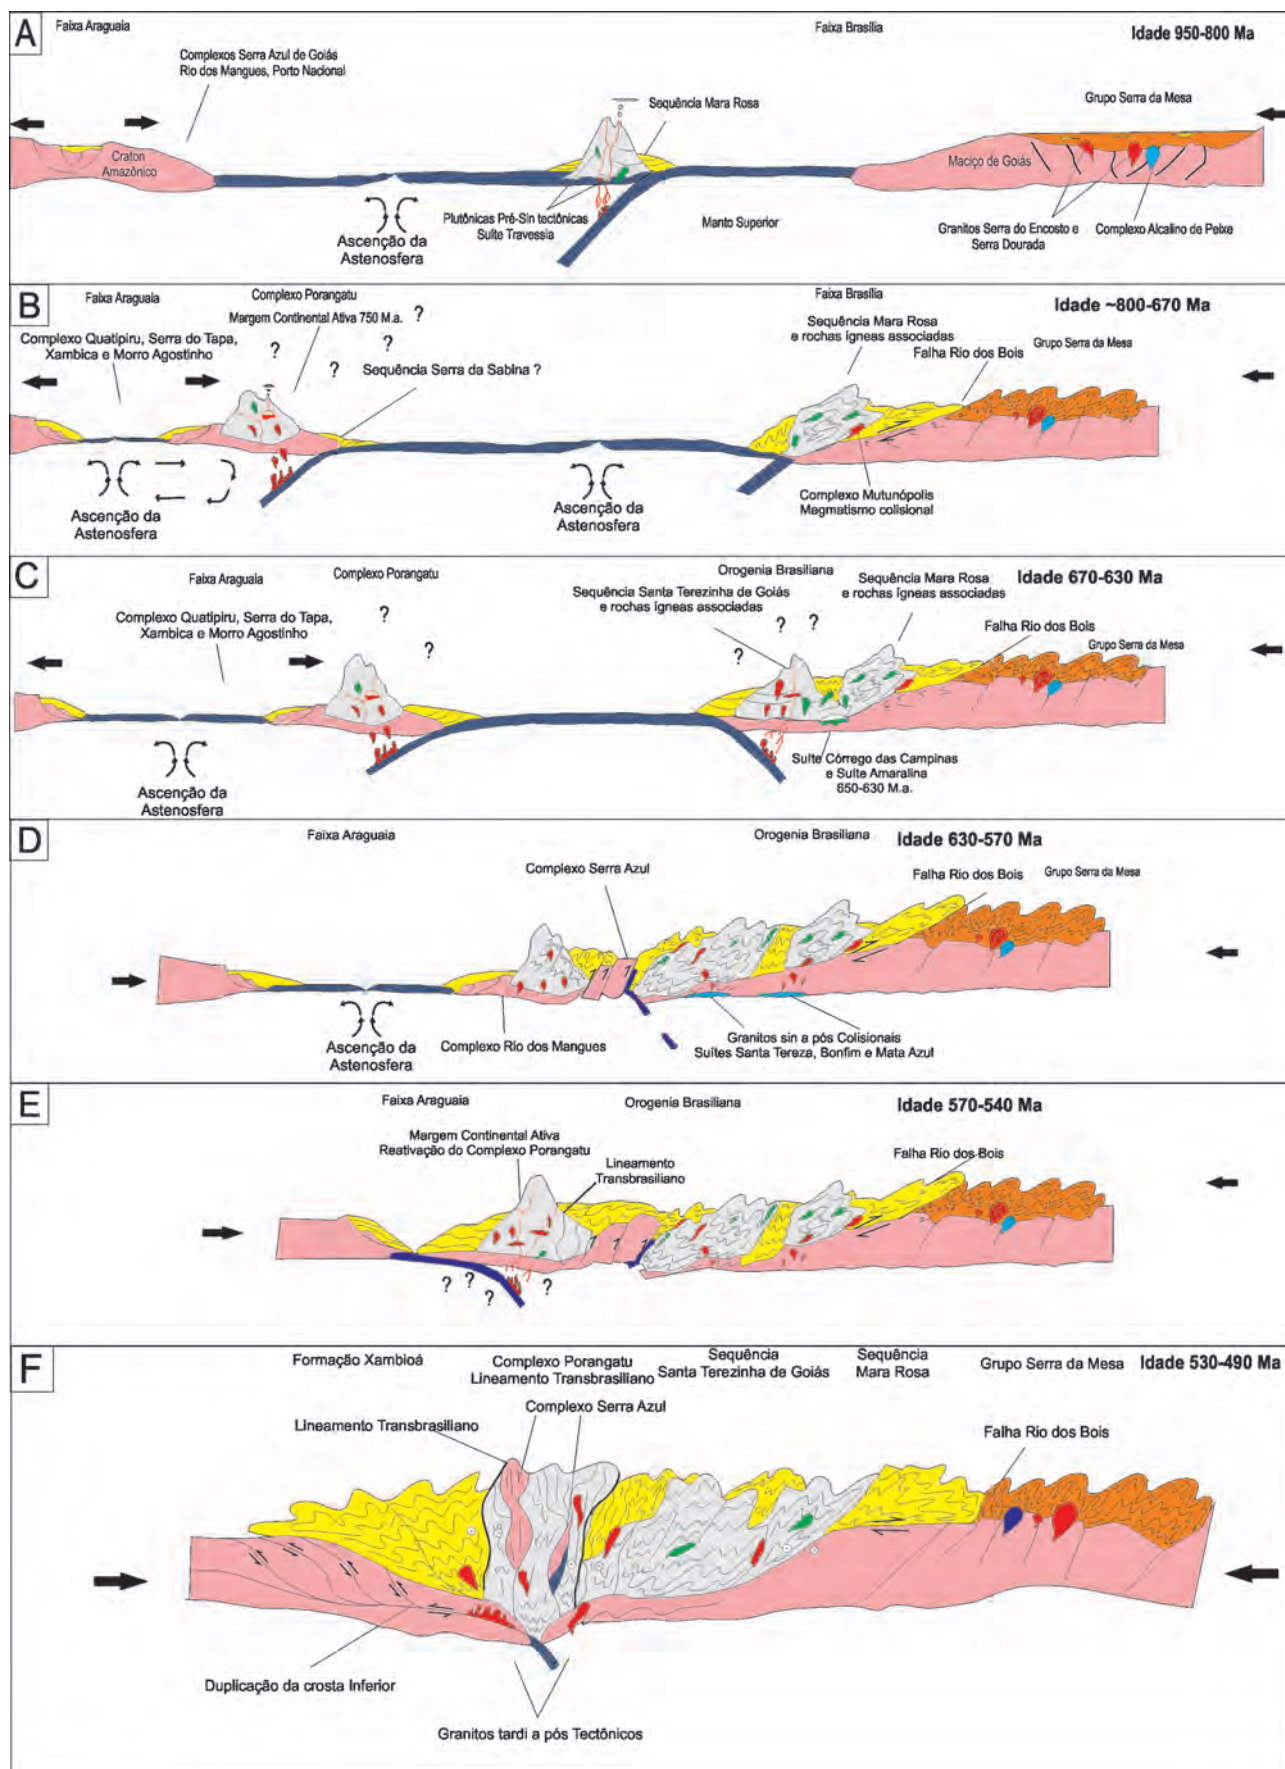 A
Faixa Araguaia
Faixa Brasília
Idade 950-800 Ma
Complexos Serra Azul de Goiás
Rio dos Mangues, Porto Nacional
Sequência Mara Rosa
Grupo Serra da Mesa
Craton
Amazônico
Maciço de Goiás
Plutônicas Pré-Sin tectônicas
Suíte Travessia
Manto Superior
Granitos Serra do Encosto e
Serra Dourada
Complexo Alcalino de Peixe
Ascenção da
Astenosfera
B
Faixa Araguaia
Complexo Porangatu
Margem Continental Ativa 750 M.a.
?
Faixa Brasília
Idade ~800-670 Ma
Complexo Quatipiru, Serra do Tapa,
Xambica e Morro Agostinho
?
?
?
Sequência Serra da Sabina ?
Sequência Mara Rosa
e rochas ígneas associadas
Falha Rio dos Bois
Grupo Serra da Mesa
Complexo Mutunópolis
Magmatismo colisional
Ascenção da
Astenosfera
Ascenção da
Astenosfera
C
Faixa Araguaia
Complexo Porangatu
Orogenia Brasiliana
Idade 670-630 Ma
Complexo Quatipiru, Serra do Tapa,
Xambica e Morro Agostinho
?
?
Sequência Santa Terezinha de Goiás
e rochas ígneas associadas
? ?
?
Sequência Mara Rosa
e rochas ígneas associadas
Falha Rio dos Bois
Grupo Serra da Mesa
Suíte Córrego das Campinas
e Suíte Amaralina
650-630 M.a.
Ascenção da
Astenosfera
D
Faixa Araguaia
Orogenia Brasiliana
Idade 630-570 Ma
Complexo Serra Azul
Falha Rio dos Bois
Grupo Serra da Mesa
Ascenção da
Astenosfera
Complexo Rio dos Mangues
Granitos sin a pós Colisionais
Suítes Santa Tereza, Bonfim e Mata Azul
E
Faixa Araguaia
Orogenia Brasiliana
Idade 570-540 Ma
Margem Continental Ativa
Reativação do Complexo Porangatu
Lineamento
Transbrasiliano
Falha Rio dos Bois
? ? ? ?
F
Formação Xambioá
Complexo Porangatu
Lineamento Transbrasiliano
Sequência
Santa Terezinha de Goiás
Sequência
Mara Rosa
Grupo Serra da Mesa
Idade 530-490 Ma
Lineamento Transbrasiliano
Complexo Serra Azul
Falha Rio dos Bois
Duplicação da crosta Inferior
Granitos tardi a pós Tectônicos